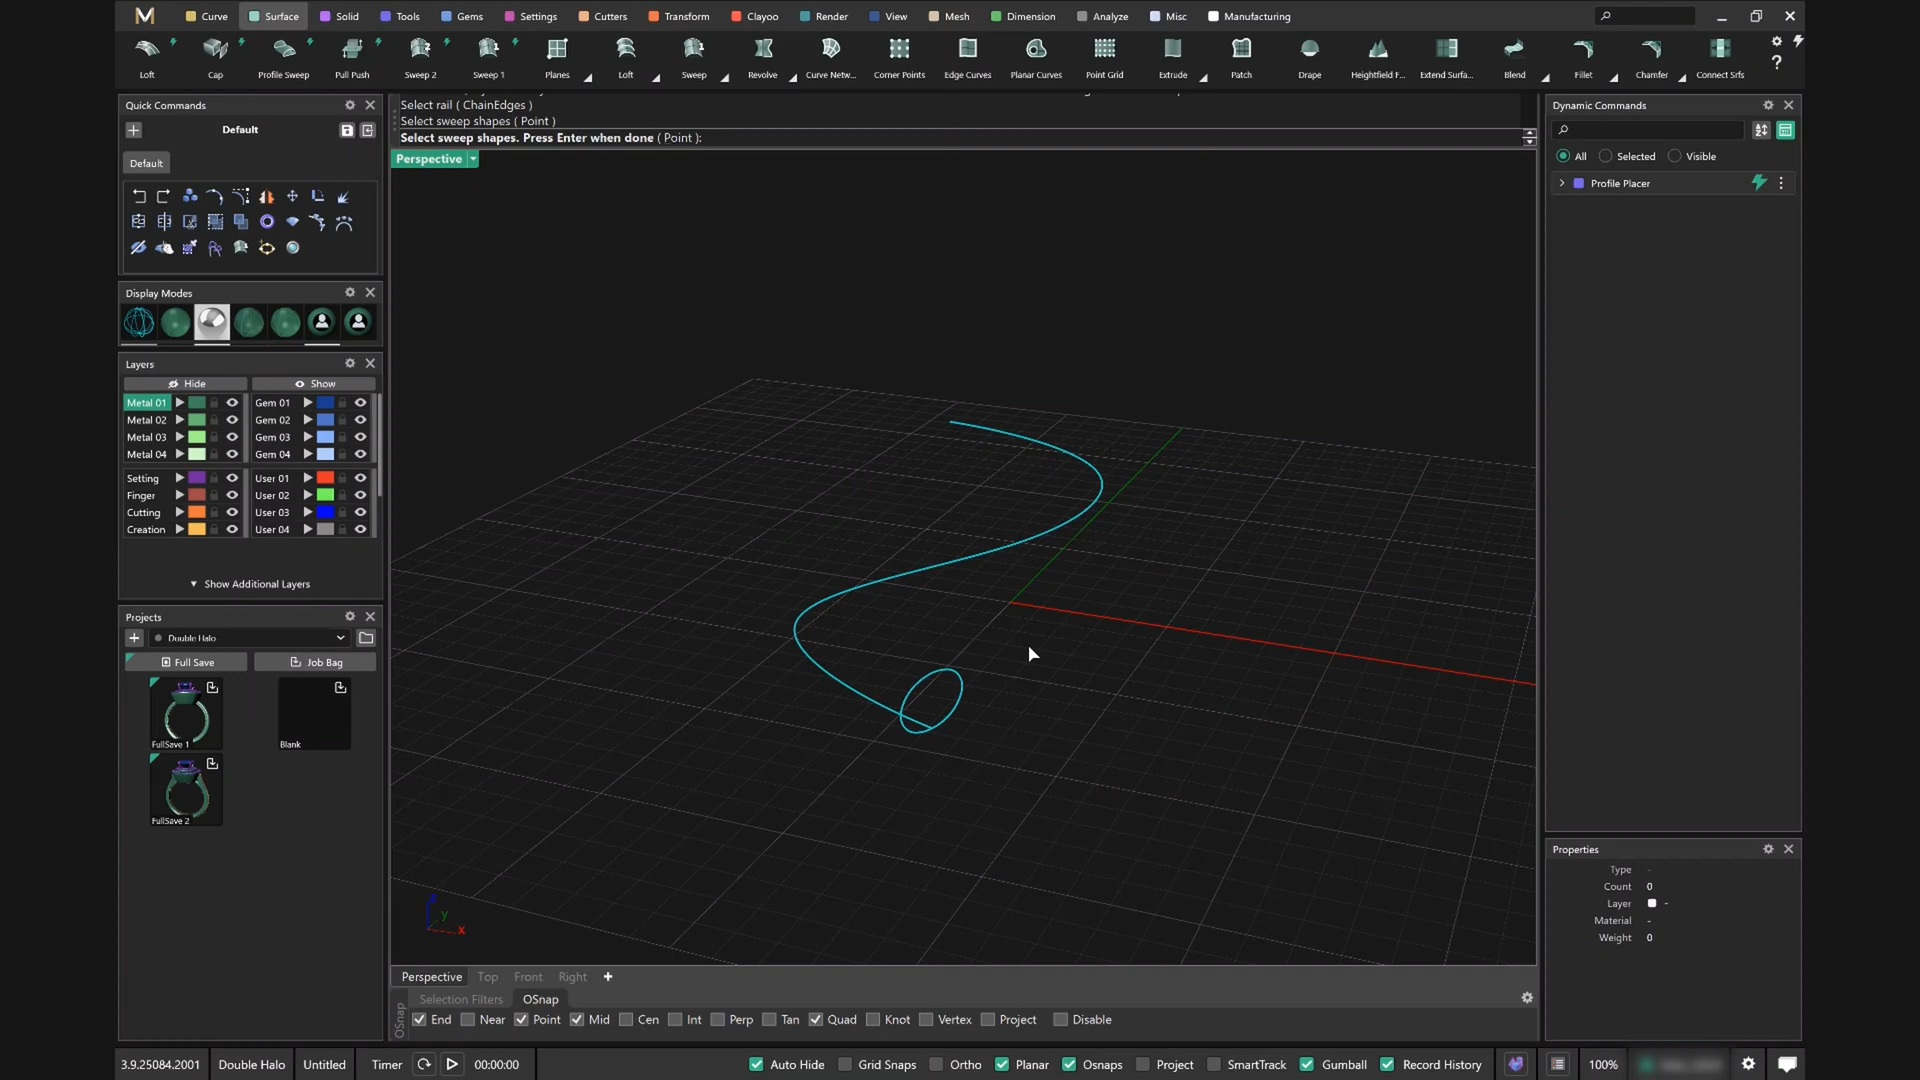 M Curve Surface Solid Tools Gems Settings Cutters Transform Clayoo Render View Mesh Dimension Analyze Misc Manufacturing
Loft Cap Profile Sweep Pull Push Sweep 2 Sweep 1 Planes Loft Sweep Revolve Curve Netw... Corner Points Edge Curves Planar Curves Point Grid Extrude Patch Drape Heightfield F... Extend Surfa... Blend Fillet Chamfer Connect Srfs
Quick Commands
Default
Default
Display Modes
Layers
Hide Show
Metal 01 Gem 01
Metal 02 Gem 02
Metal 03 Gem 03
Metal 04 Gem 04
Setting User 01
Finger User 02
Cutting User 03
Creation User 04
Show Additional Layers
Projects
Double Halo
Full Save Job Bag
FullSave 1 Blank
FullSave 2
Select rail ( ChainEdges )
Select sweep shapes ( Point )
Select sweep shapes. Press Enter when done ( Point ):
Perspective
z
y
x
Perspective Top Front Right +
Selection Filters OSnap
OSnap
End Near Point Mid Cen Int Perp Tan Quad Knot Vertex Project Disable
Dynamic Commands
All Selected Visible
Profile Placer
Properties
Type -
Count 0
Layer -
Material -
Weight 0
3.9.25084.2001 Double Halo Untitled Timer 00:00:00 Auto Hide Grid Snaps Ortho Planar Osnaps Project SmartTrack Gumball Record History 100%